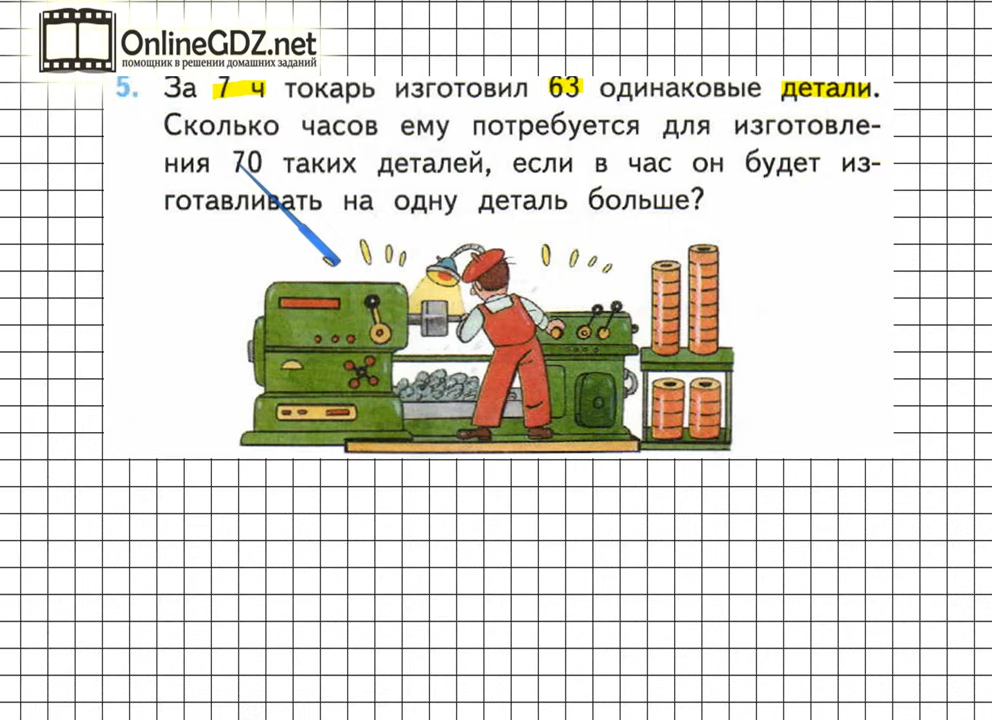 OnlineGDZ.net
помощник в решении домашних заданий
5. За 7 ч токарь изготовил 63 одинаковые детали.
Сколько часов ему потребуется для изготовле-
ния 70 таких деталей, если в час он будет из-
готавливать на одну деталь больше?